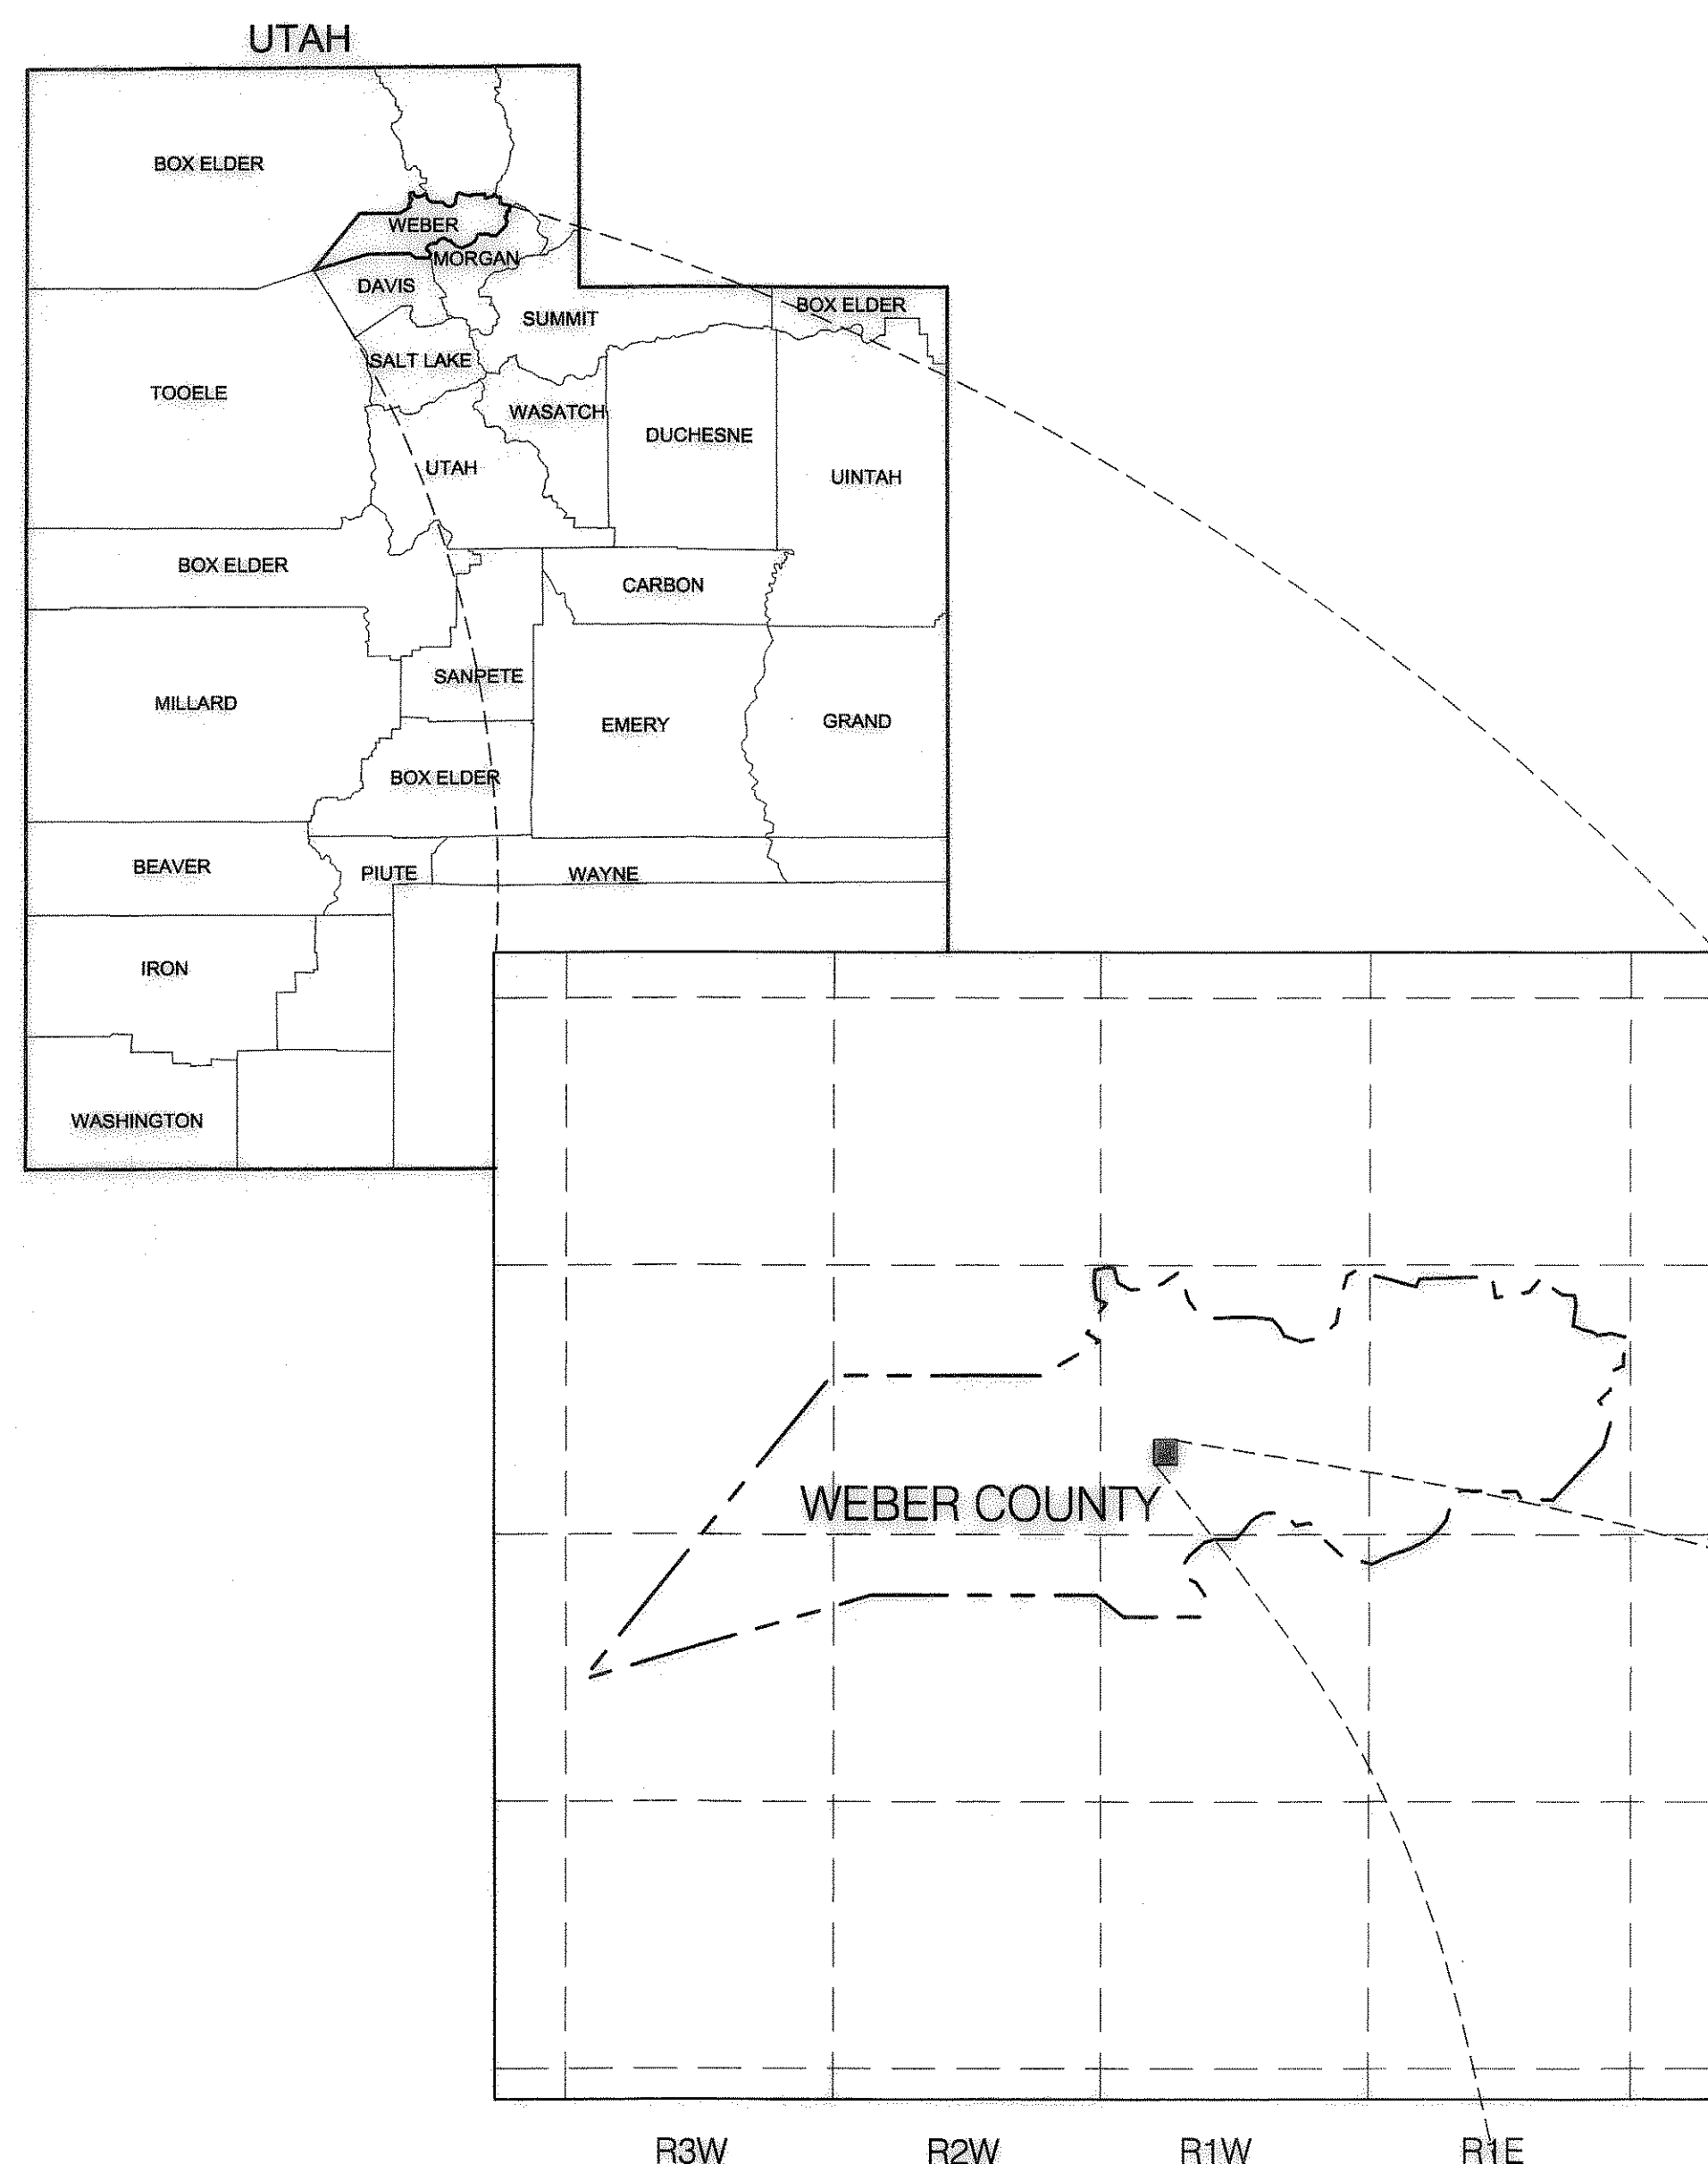 UTAH
BOX ELDER
WEBER
MORGAN
DAVIS
BOX ELDER
SUMMIT
SALT LAKE
TOOELE
WASATCH
DUCHESNE
UTAH
UINTAH
BOX ELDER
CARBON
SANPETE
MILLARD
EMERY
GRAND
BOX ELDER
BEAVER
PIUTE
WAYNE
IRON
WASHINGTON
WEBER COUNTY
R3W
R2W
R1W
R1E